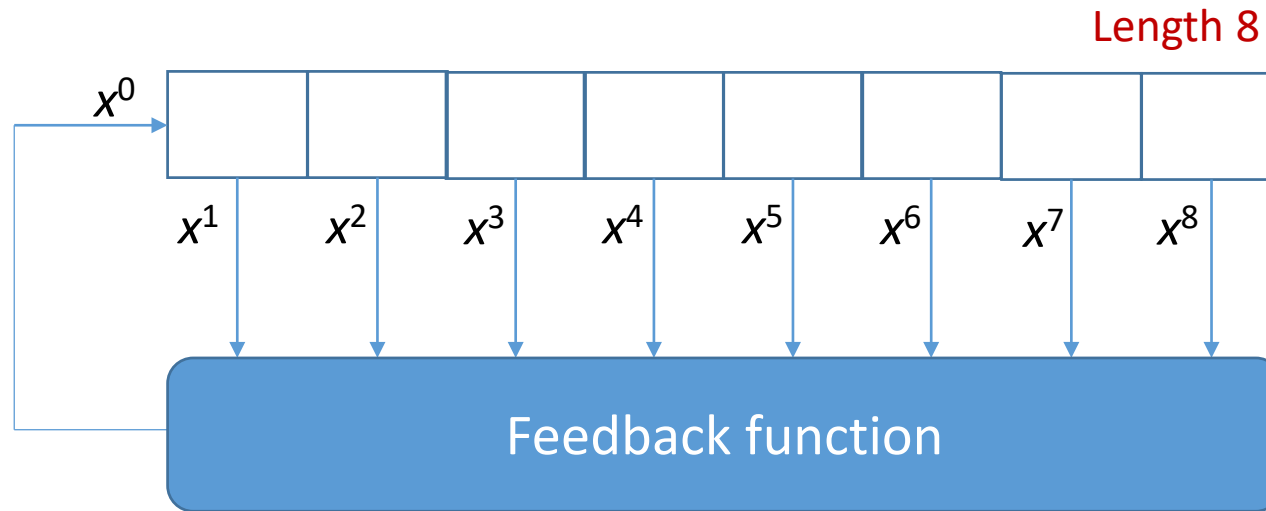 Length 8
x⁰
x¹ x² x³ x⁴ x⁵ x⁶ x⁷ x⁸
Feedback function